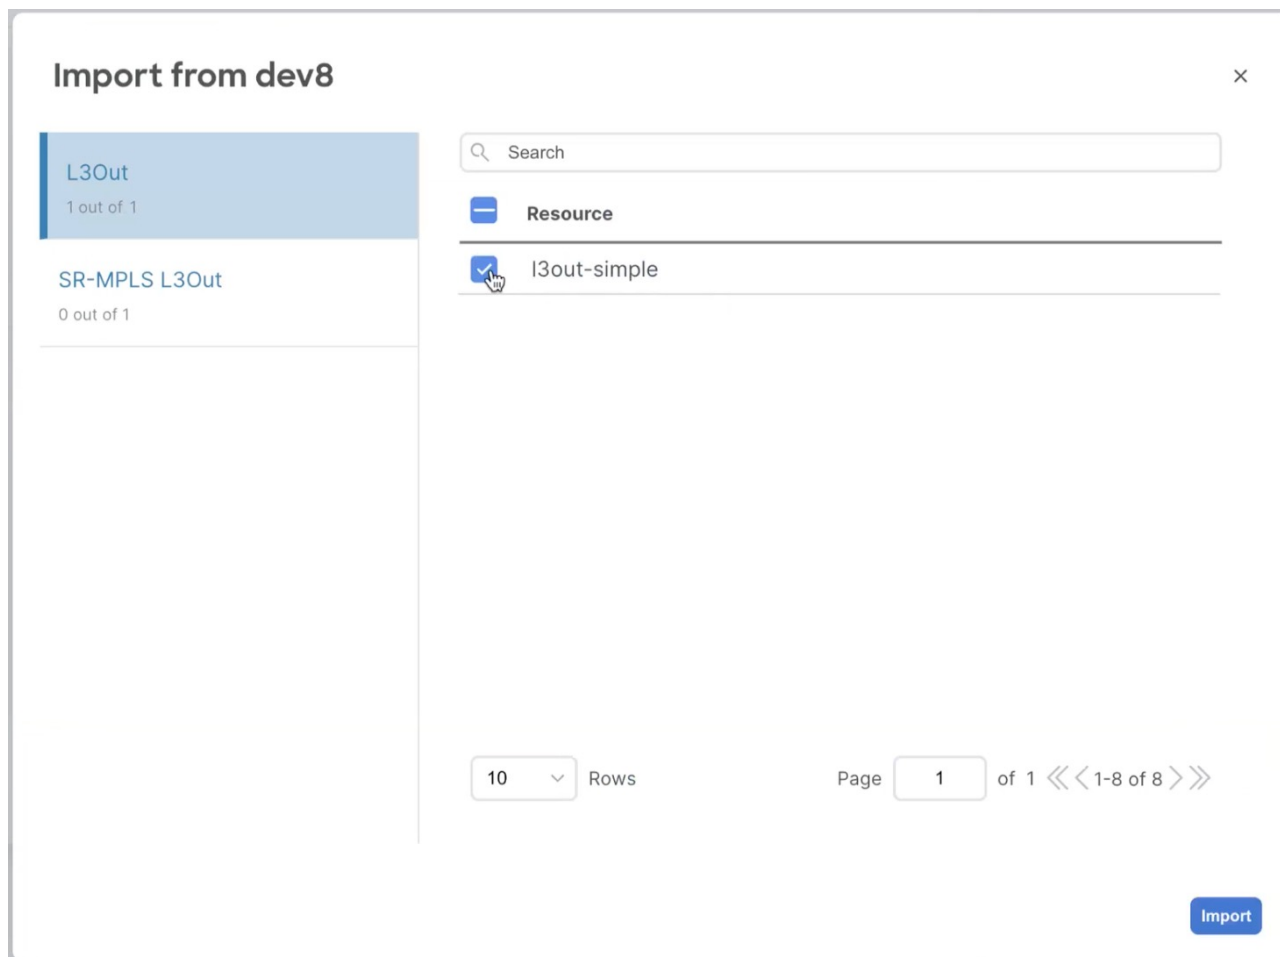 Import from dev8
L3Out
1 out of 1
SR-MPLS L3Out
0 out of 1
Search
Resource
l3out-simple
10 Rows Page 1 of 1 1-8 of 8
Import